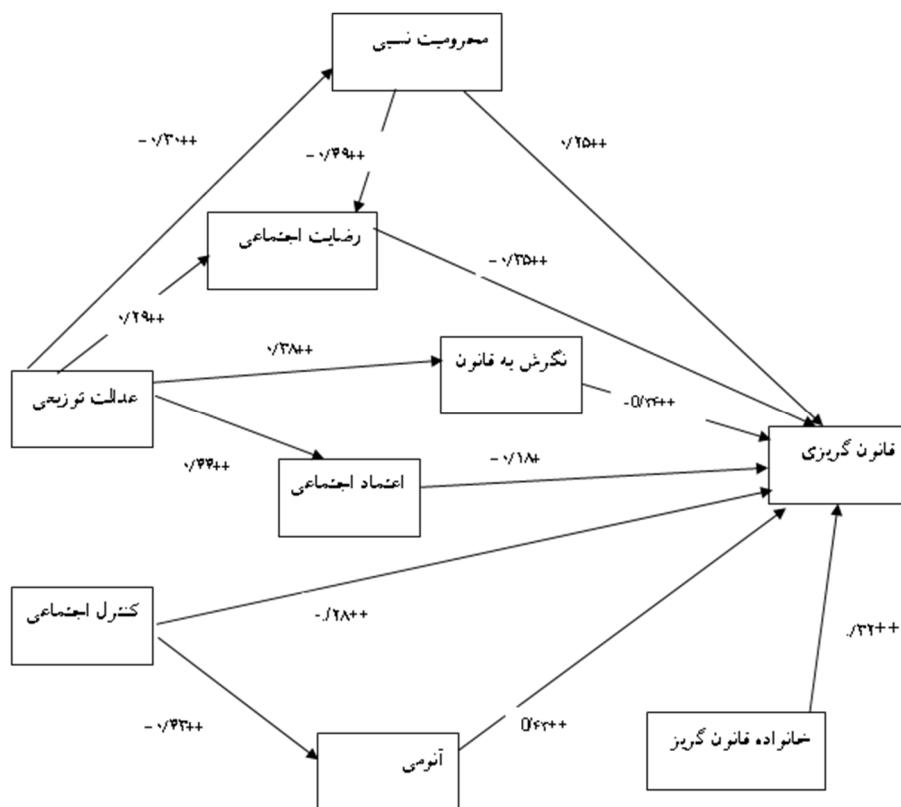 محرومیت نسبی
-۰/۳۰++
-۰/۴۹++
۰/۲۵++
رضایت اجتماعی
-۰/۳۵++
۰/۲۹++
۰/۳۸++
نگرش به قانون
عدالت توزیعی
-0/۳۴++
قانون گریزی
۰/۴۴++
اعتماد اجتماعی
-۰/۱۸+
کنترل اجتماعی
-./۲۸++
./۳۲++
-۰/۴۳++
0/۴۳++
خانواده قانون گریز
آنومی